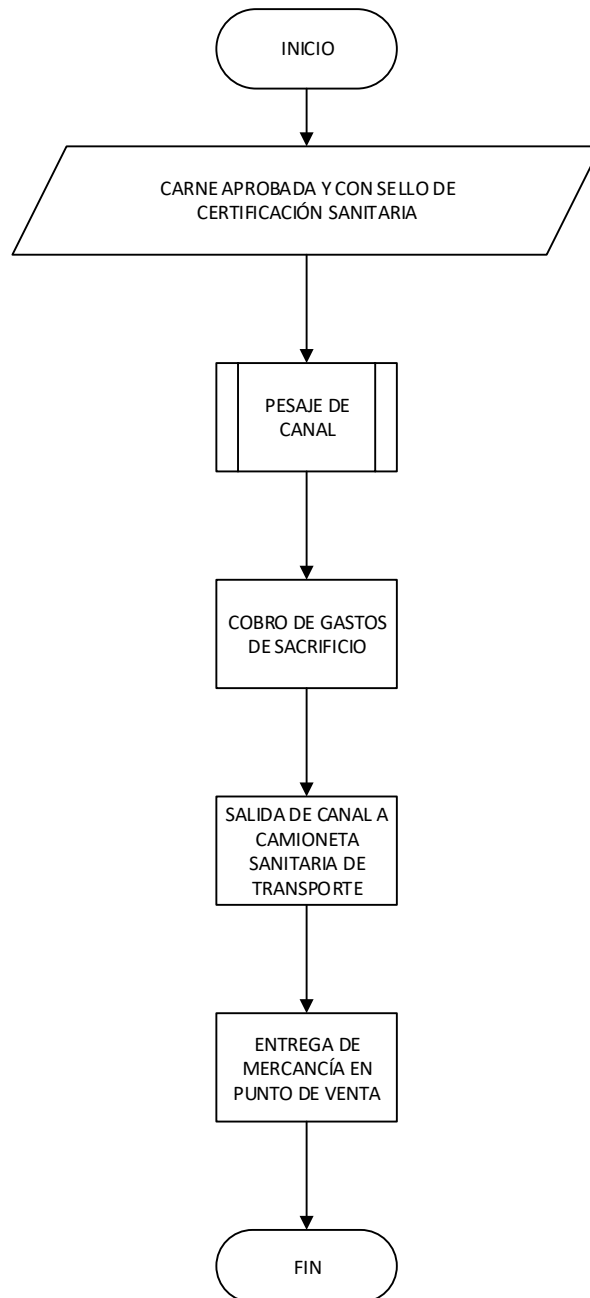 INICIO
CARNE APROBADA Y CON SELLO DE
CERTIFICACIÓN SANITARIA
PESAJE DE
CANAL
COBRO DE GASTOS
DE SACRIFICIO
SALIDA DE CANAL A
CAMIONETA
SANITARIA DE
TRANSPORTE
ENTREGA DE
MERCANCÍA EN
PUNTO DE VENTA
FIN